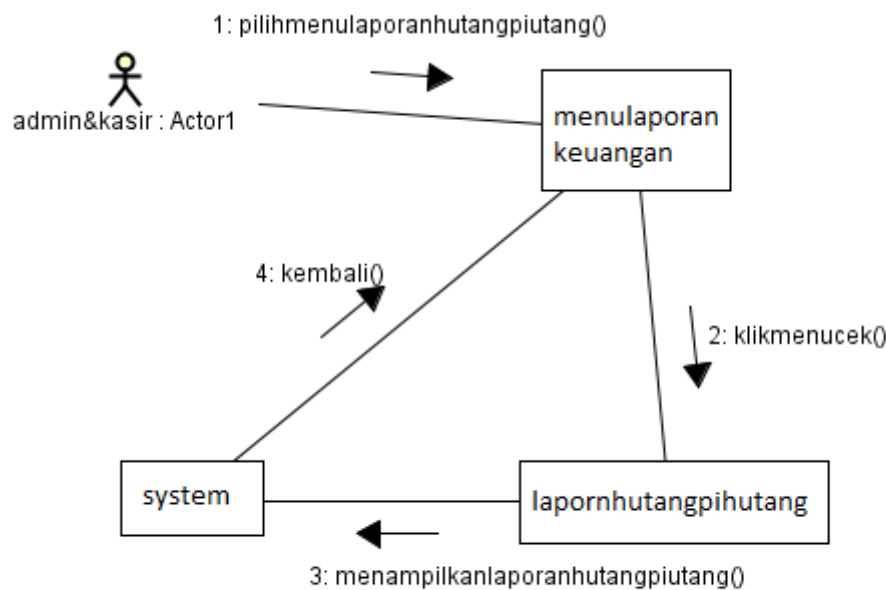 1: pilihmenulaporanhutangpiutang()
admin&kasir : Actor1
menulaporan
keuangan
4: kembali()
2: klikmenucek()
system
lapornhutangpihutang
3: menampilkanlaporanhutangpiutang()